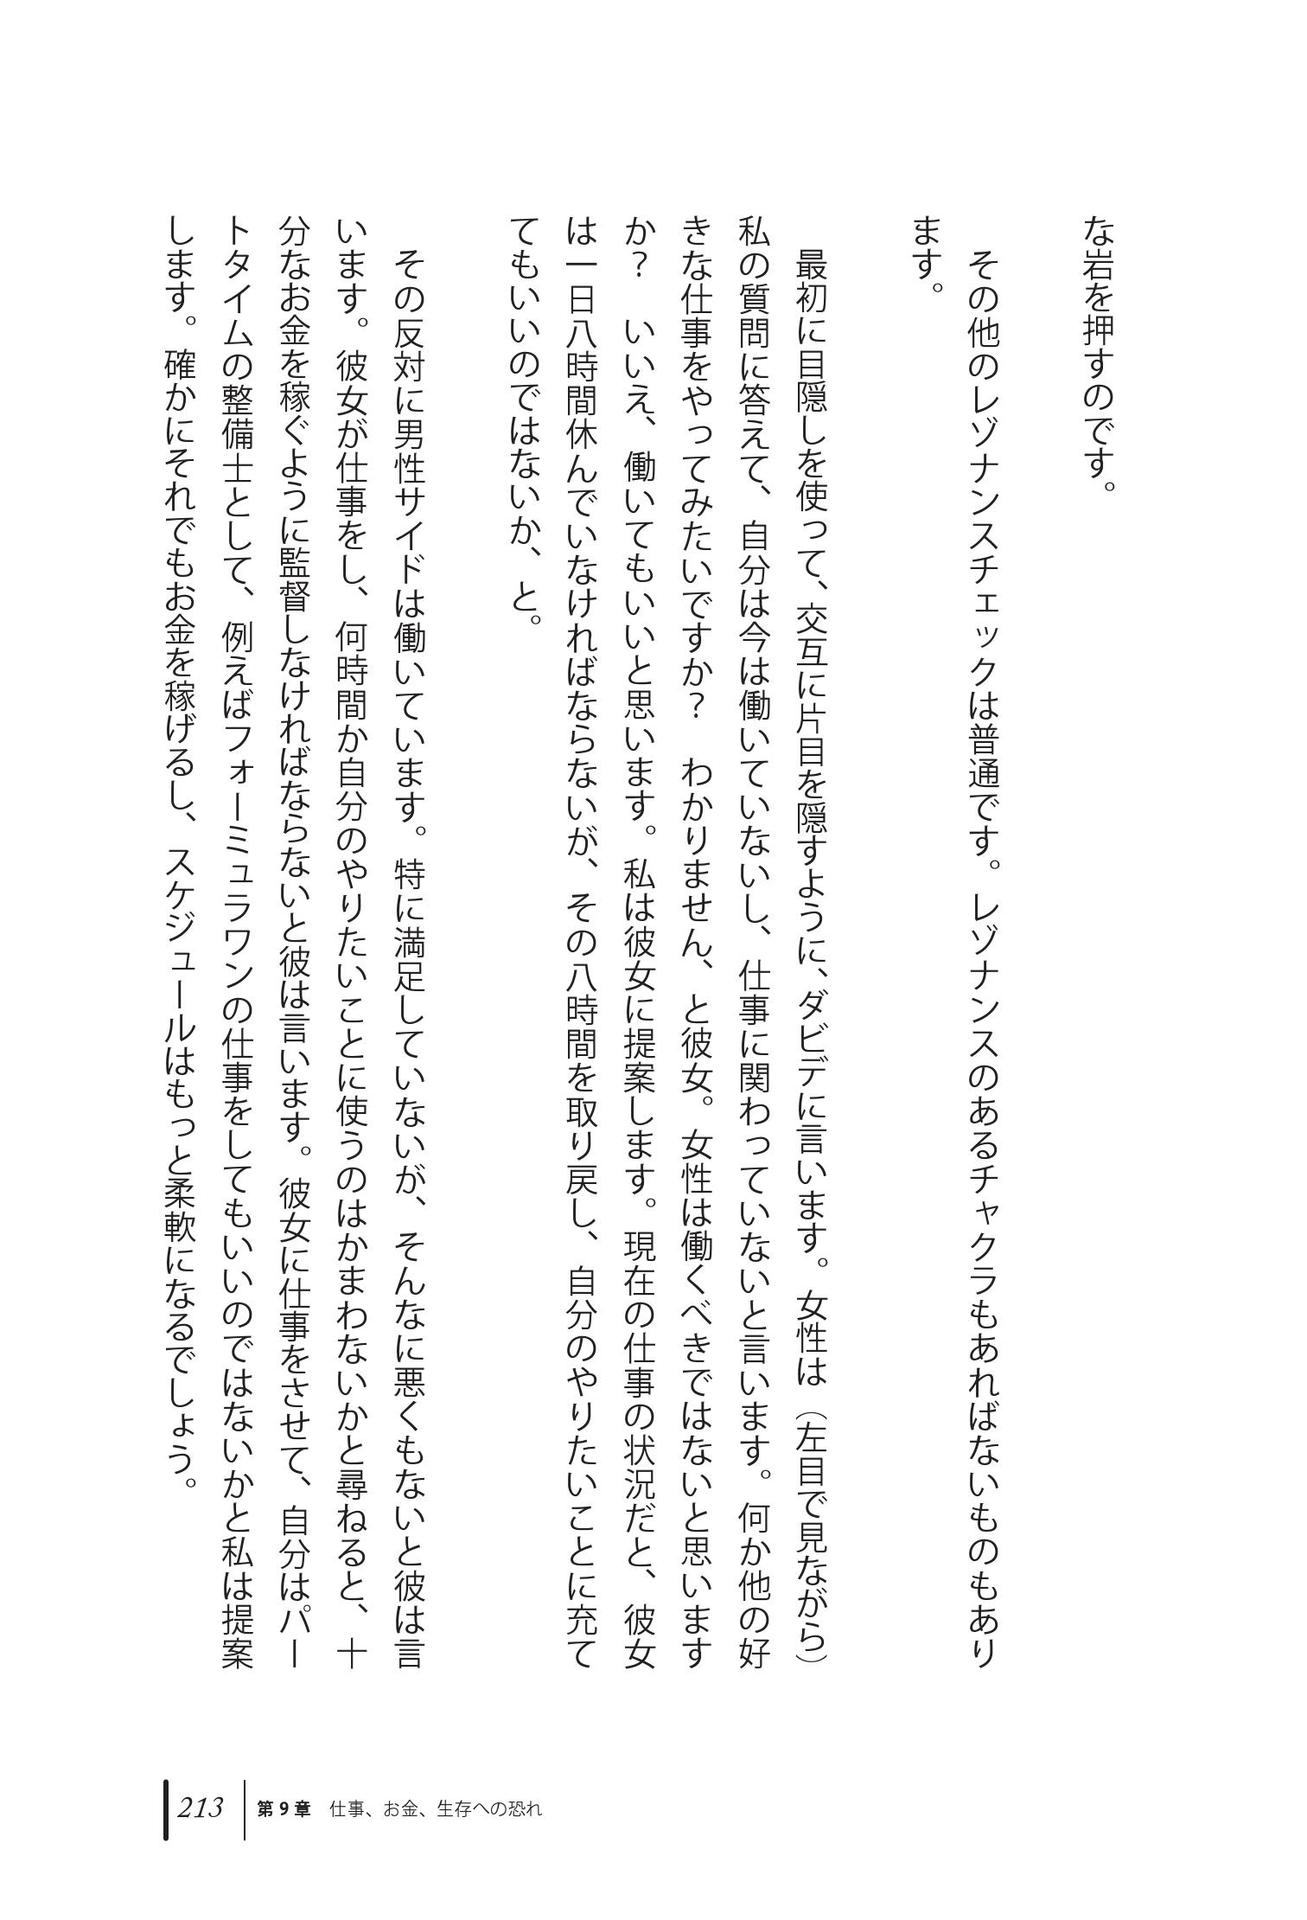 な岩を押すのです。
その他のレゾナンスチェックは普通です。レゾナンスのあるチャクラもあればないものもあり
ます。
最初に目隠しを使って、交互に片目を隠すように、ダビデに言います。女性は（左目で見ながら）
私の質問に答えて、自分は今は働いていないし、仕事に関わっていないと言います。何か他の好
きな仕事をやってみたいですか？　わかりません、と彼女。女性は働くべきではないと思います
か？　いいえ、働いてもいいと思います。私は彼女に提案します。現在の仕事の状況だと、彼女
は一日八時間休んでいなければならないが、その八時間を取り戻し、自分のやりたいことに充て
てもいいのではないか、と。
その反対に男性サイドは働いています。特に満足していないが、そんなに悪くもないと彼は言
います。彼女が仕事をし、何時間か自分のやりたいことに使うのはかまわないかと尋ねると、十
分なお金を稼ぐように監督しなければならないと彼は言います。彼女に仕事をさせて、自分はパー
トタイムの整備士として、例えばフォーミュラワンの仕事をしてもいいのではないかと私は提案
します。確かにそれでもお金を稼げるし、スケジュールはもっと柔軟になるでしょう。
213 第9章　仕事、お金、生存への恐れ